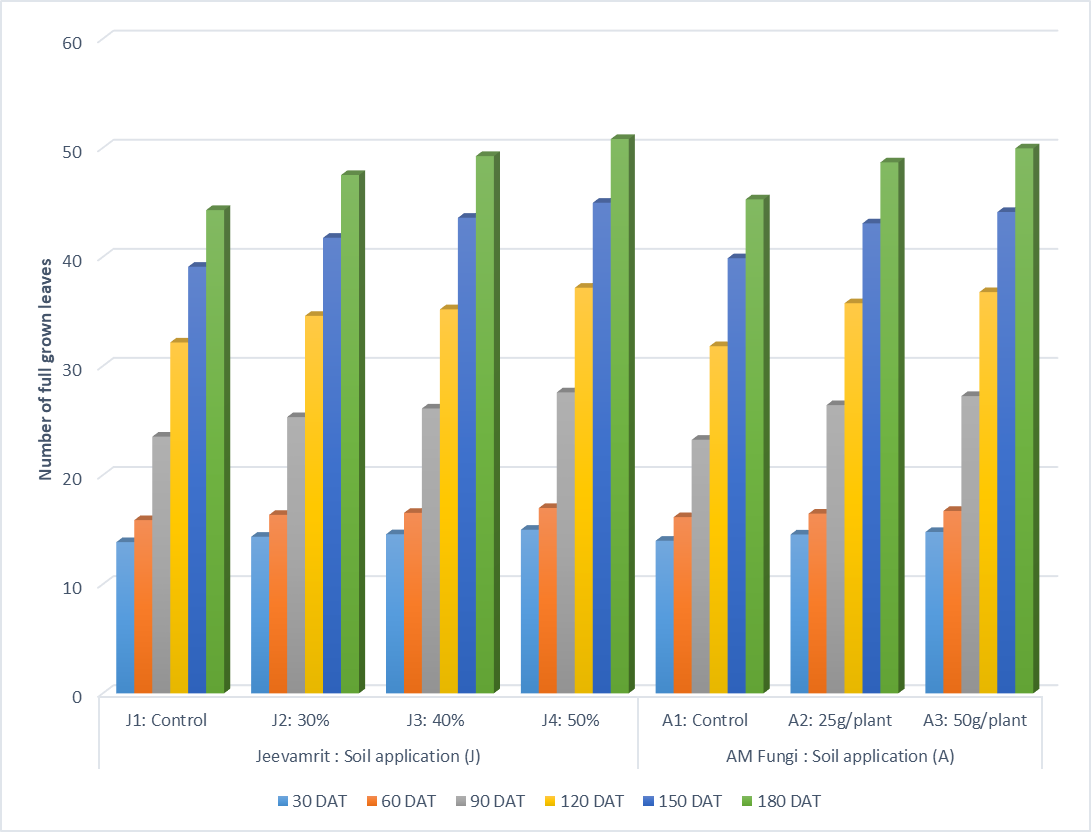 60
50
40
30
20
10
0
Number of full grown leaves
J1: Control J2: 30% J3: 40% J4: 50% A1: Control A2: 25g/plant A3: 50g/plant
Jeevamrit : Soil application (J) AM Fungi : Soil application (A)
30 DAT 60 DAT 90 DAT 120 DAT 150 DAT 180 DAT